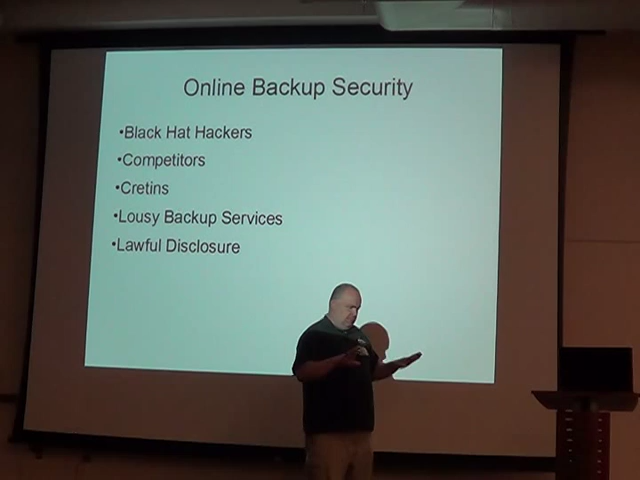 Online Backup Security
•Black Hat Hackers
•Competitors
•Cretins
•Lousy Backup Services
•Lawful Disclosure